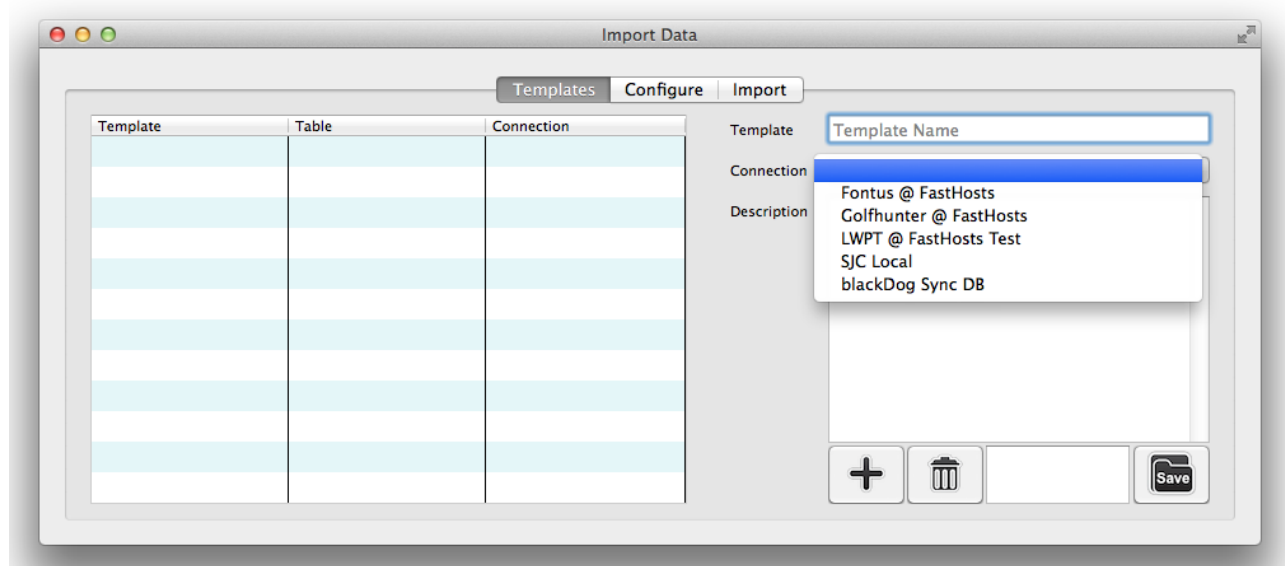 Import Data
Templates Configure Import
Template Table Connection
Template Template Name
Connection
Fontus @ FastHosts
Golfhunter @ FastHosts
LWPT @ FastHosts Test
SJC Local
blackDog Sync DB
Description
Save